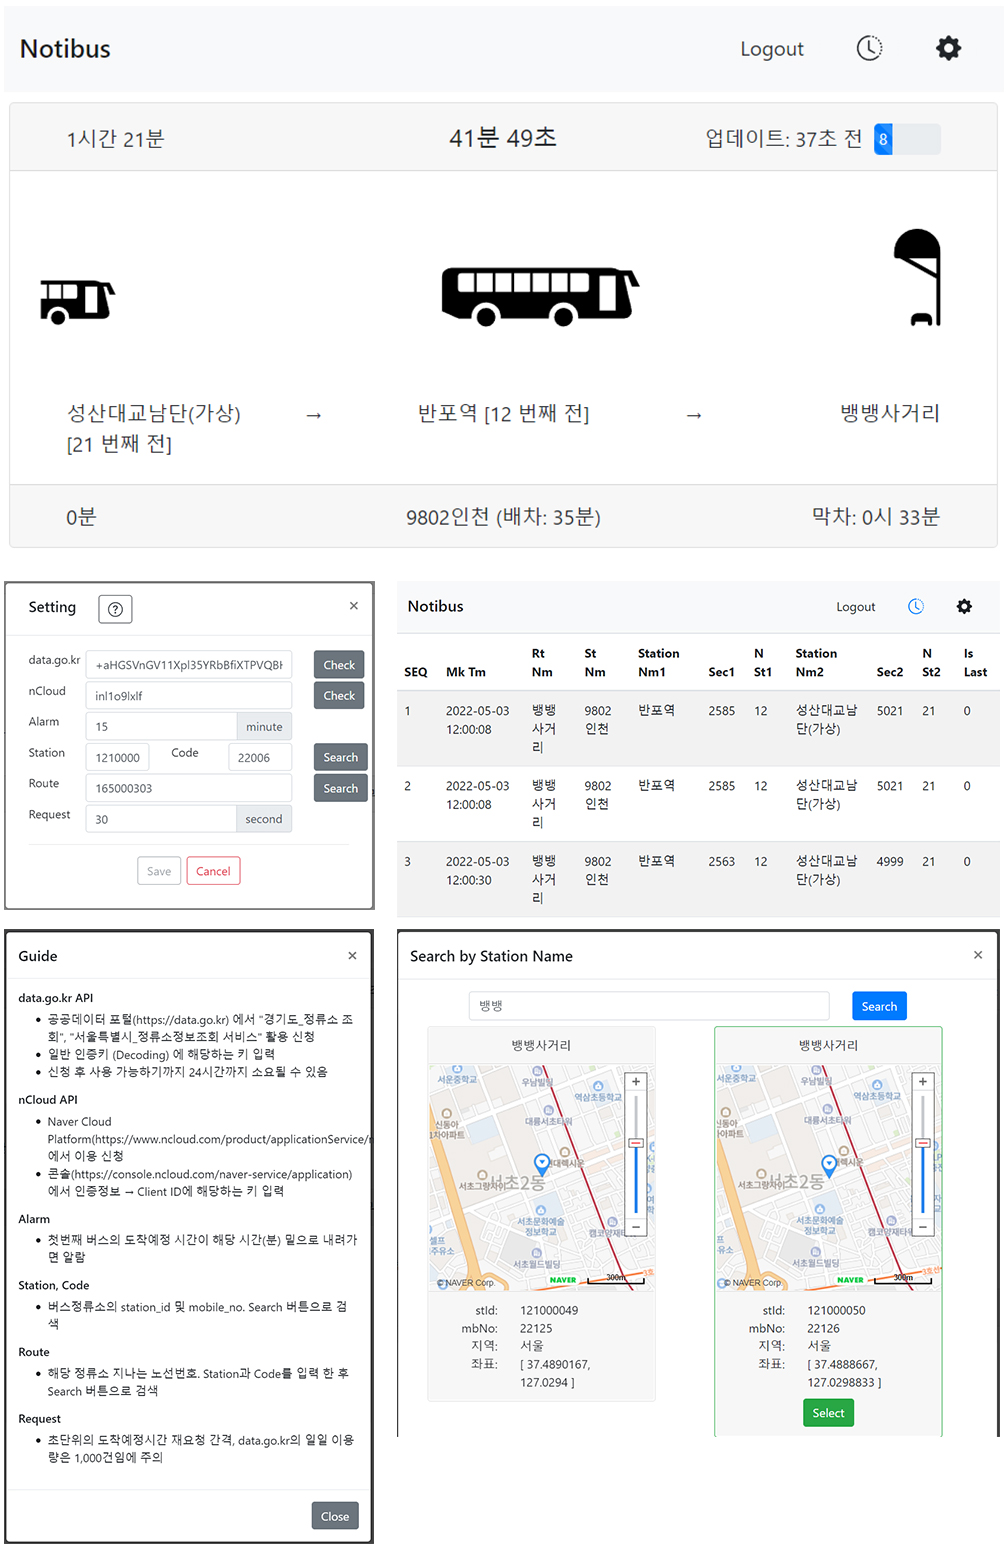 Notibus
Logout
1시간 21분
41분 49초
업데이트: 37초 전
8
성산대교남단(가상)
[21 번째 전]
→
반포역 [12 번째 전]
→
뱅뱅사거리
0분
9802인천 (배차: 35분)
막차: 0시 33분
Setting
×
data.go.kr
Check
nCloud
inl1o9lxlf
Check
Alarm
15
minute
Station
1210000
Code
22006
Search
Route
165000303
Search
Request
30
second
Save
Cancel
Notibus
Logout
SEQ
Mk Tm
Rt
Nm
St
Nm
Station
Nm1
Sec1
N
St1
Station
Nm2
Sec2
N
St2
Is
Last
1
2022-05-03
12:00:08
뱅뱅
사거
리
9802
인천
반포역
2585
12
성산대교남
단(가상)
5021
21
0
2
2022-05-03
12:00:08
뱅뱅
사거
리
9802
인천
반포역
2585
12
성산대교남
단(가상)
5021
21
0
3
2022-05-03
12:00:30
뱅뱅
사거
리
9802
인천
반포역
2563
12
성산대교남
단(가상)
4999
21
0
Guide
×
data.go.kr API
공공데이터 포털(https://data.go.kr) 에서 "경기도_정류소 조
회", "서울특별시_정류소정보조회 서비스" 활용 신청
일반 인증키 (Decoding) 에 해당하는 키 입력
신청 후 사용 가능하기까지 24시간까지 소요될 수 있음
nCloud API
Naver Cloud
Platform(https://www.ncloud.com/product/applicationService/
에서 이용 신청
콘솔(https://console.ncloud.com/naver-service/application)
에서 인증정보 → Client ID에 해당하는 키 입력
Alarm
첫번째 버스의 도착예정 시간이 해당 시간(분) 밑으로 내려가
면 알람
Station, Code
버스정류소의 station_id 및 mobile_no. Search 버튼으로 검
색
Route
해당 정류소 지나는 노선번호. Station과 Code를 입력 한 후
Search 버튼으로 검색
Request
초단위의 도착예정시간 재요청 간격, data.go.kr의 일일 이용
량은 1,000건임에 주의
Close
Search by Station Name
×
뱅뱅
Search
뱅뱅사거리
서운중학교
우남빌딩
역삼초등학교
신동아
1차아파트
대륭서초타워
서초그랑자이
서초2동
서초문화예술
정보학교
서초월드빌딩
© NAVER Corp.
NAVER
300m
stId:
121000049
mbNo:
22125
지역:
서울
좌표:
[ 37.4890167,
127.0294 ]
뱅뱅사거리
서운중학교
우남빌딩
역삼초등학교
신동아
대륭서초타워
서초그랑자이
서초2동
서초문화예술
정보학교
서초월드빌딩
© NAVER Corp.
NAVER
3호선
300m
stId:
121000050
mbNo:
22126
지역:
서울
좌표:
[ 37.4888667,
127.0298833 ]
Select